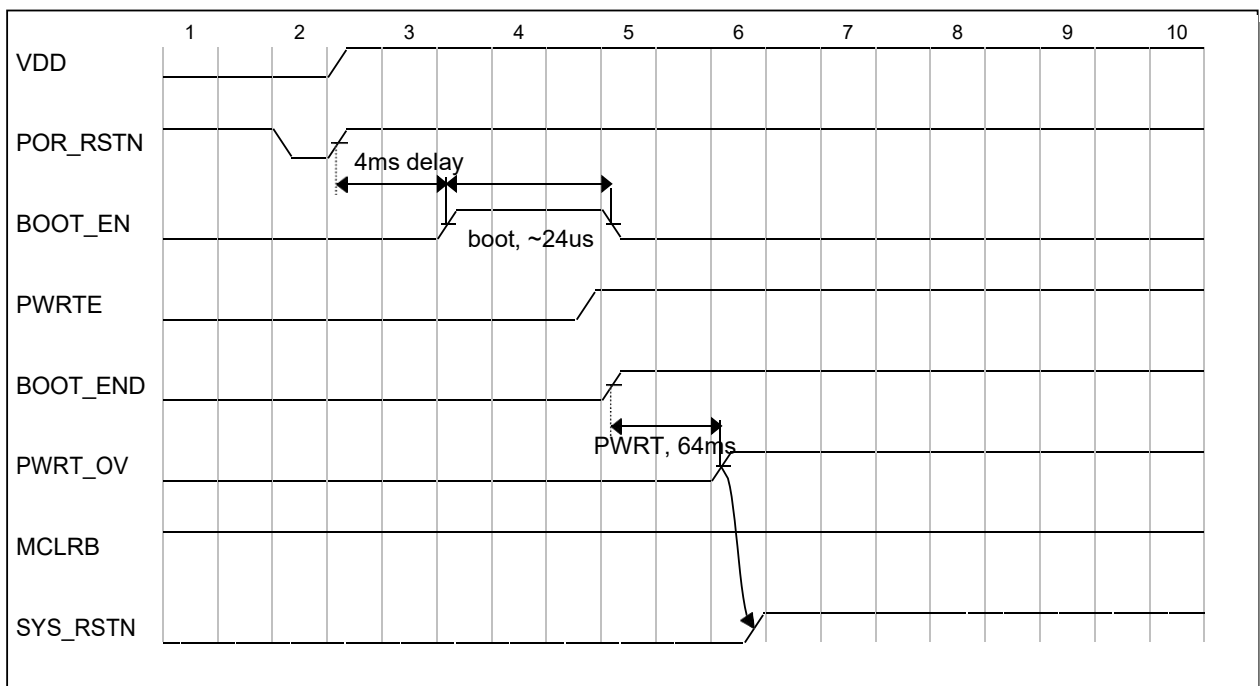 1 2 3 4 5 6 7 8 9 10
VDD
POR_RSTN
4ms delay
BOOT_EN
boot, ~24us
PWRTE
BOOT_END
PWRT, 64ms
PWRT_OV
MCLRB
SYS_RSTN